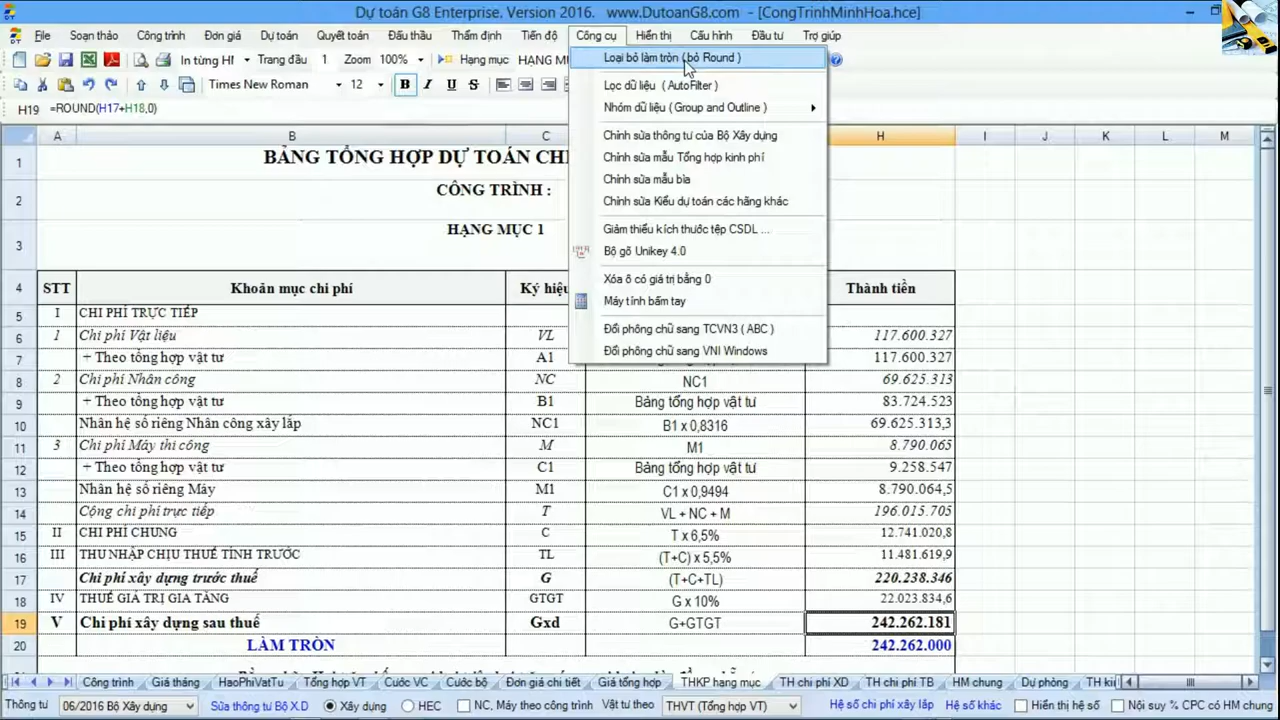 Dự toán G8 Enterprise, Version 2016.   www.DutoanG8.com  - [CongTrinhMinhHoa.hce]
File Soạn thảo Công trình Đơn giá Dự toán Quyết toán Đấu thầu Thẩm định Tiến độ Công cụ Hiển thị Cấu hình Đầu tư Trợ giúp
In từng HM Trang đầu 1 Zoom 100% Hạng mục
Times New Roman 12 B I U S
H19 =ROUND(H17+H18,0)
Loại bỏ làm tròn ( bỏ Round )
Lọc dữ liệu  ( AutoFilter )
Nhóm dữ liệu ( Group and Outline )
Chỉnh sửa thông tư của Bộ Xây dựng
Chỉnh sửa mẫu Tổng hợp kinh phí
Chỉnh sửa mẫu bìa
Chỉnh sửa Kiểu dự toán các hãng khác
Giảm thiểu kích thước tệp CSDL ...
Bộ gõ Unikey 4.0
Xóa ô có giá trị bằng 0
Máy tính bấm tay
Đổi phông chữ sang TCVN3 ( ABC )
Đổi phông chữ sang VNI Windows
A B C H I J K L M
1 BẢNG TỔNG HỢP DỰ TOÁN CHI
2 CÔNG TRÌNH :
3 HẠNG MỤC 1
4 STT Khoản mục chi phí Ký hiệu Thành tiền
5 I CHI PHÍ TRỰC TIẾP
6 1 Chi phí Vật liệu VL 117.600.327
7 + Theo tổng hợp vật tư A1 117.600.327
8 2 Chi phí Nhân công NC NC1 69.625.313
9 + Theo tổng hợp vật tư B1 Bảng tổng hợp vật tư 83.724.523
10 Nhân hệ số riêng Nhân công xây lắp NC1 B1 x 0,8316 69.625.313,3
11 3 Chi phí Máy thi công M M1 8.790.065
12 + Theo tổng hợp vật tư C1 Bảng tổng hợp vật tư 9.258.547
13 Nhân hệ số riêng Máy M1 C1 x 0,9494 8.790.064,5
14 Cộng chi phí trực tiếp T VL + NC + M 196.015.705
15 II CHI PHÍ CHUNG C T x 6,5% 12.741.020,8
16 III THU NHẬP CHỊU THUẾ TÍNH TRƯỚC TL (T+C) x 5,5% 11.481.619,9
17 Chi phí xây dựng trước thuế G (T+C+TL) 220.238.346
18 IV THUẾ GIÁ TRỊ GIA TĂNG GTGT G x 10% 22.023.834,6
19 V Chi phí xây dựng sau thuế Gxd G+GTGT 242.262.181
20 LÀM TRÒN 242.262.000
Công trình Giá tháng HaoPhiVatTu Tổng hợp VT Cước VC Cước bộ Đơn giá chi tiết Giá tổng hợp THKP hạng mục TH chi phí XD TH chi phí TB HM chung Dự phòng
Thông tư 06/2016 Bộ Xây dựng Sửa thông tư Bộ X.D Xây dựng HEC NC, Máy theo công trình Vật tư theo THVT (Tổng hợp VT) Hệ số chi phí xây lắp Hệ số khác Hiển thị hệ số Nội suy % CPC có HM chung